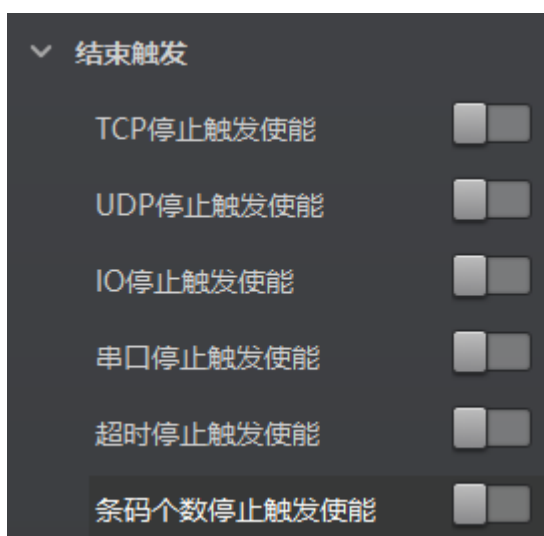 结束触发
TCP停止触发使能
UDP停止触发使能
IO停止触发使能
串口停止触发使能
超时停止触发使能
条码个数停止触发使能